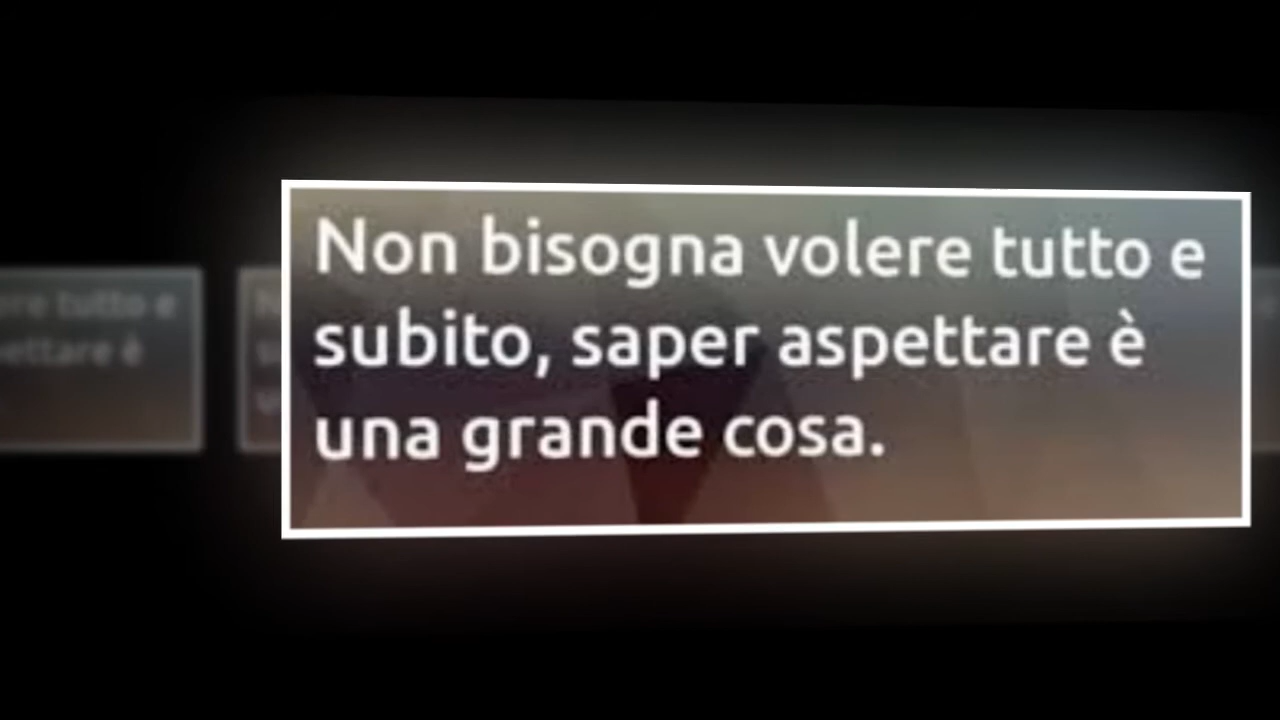 Non bisogna volere tutto e
subito, saper aspettare è
una grande cosa.